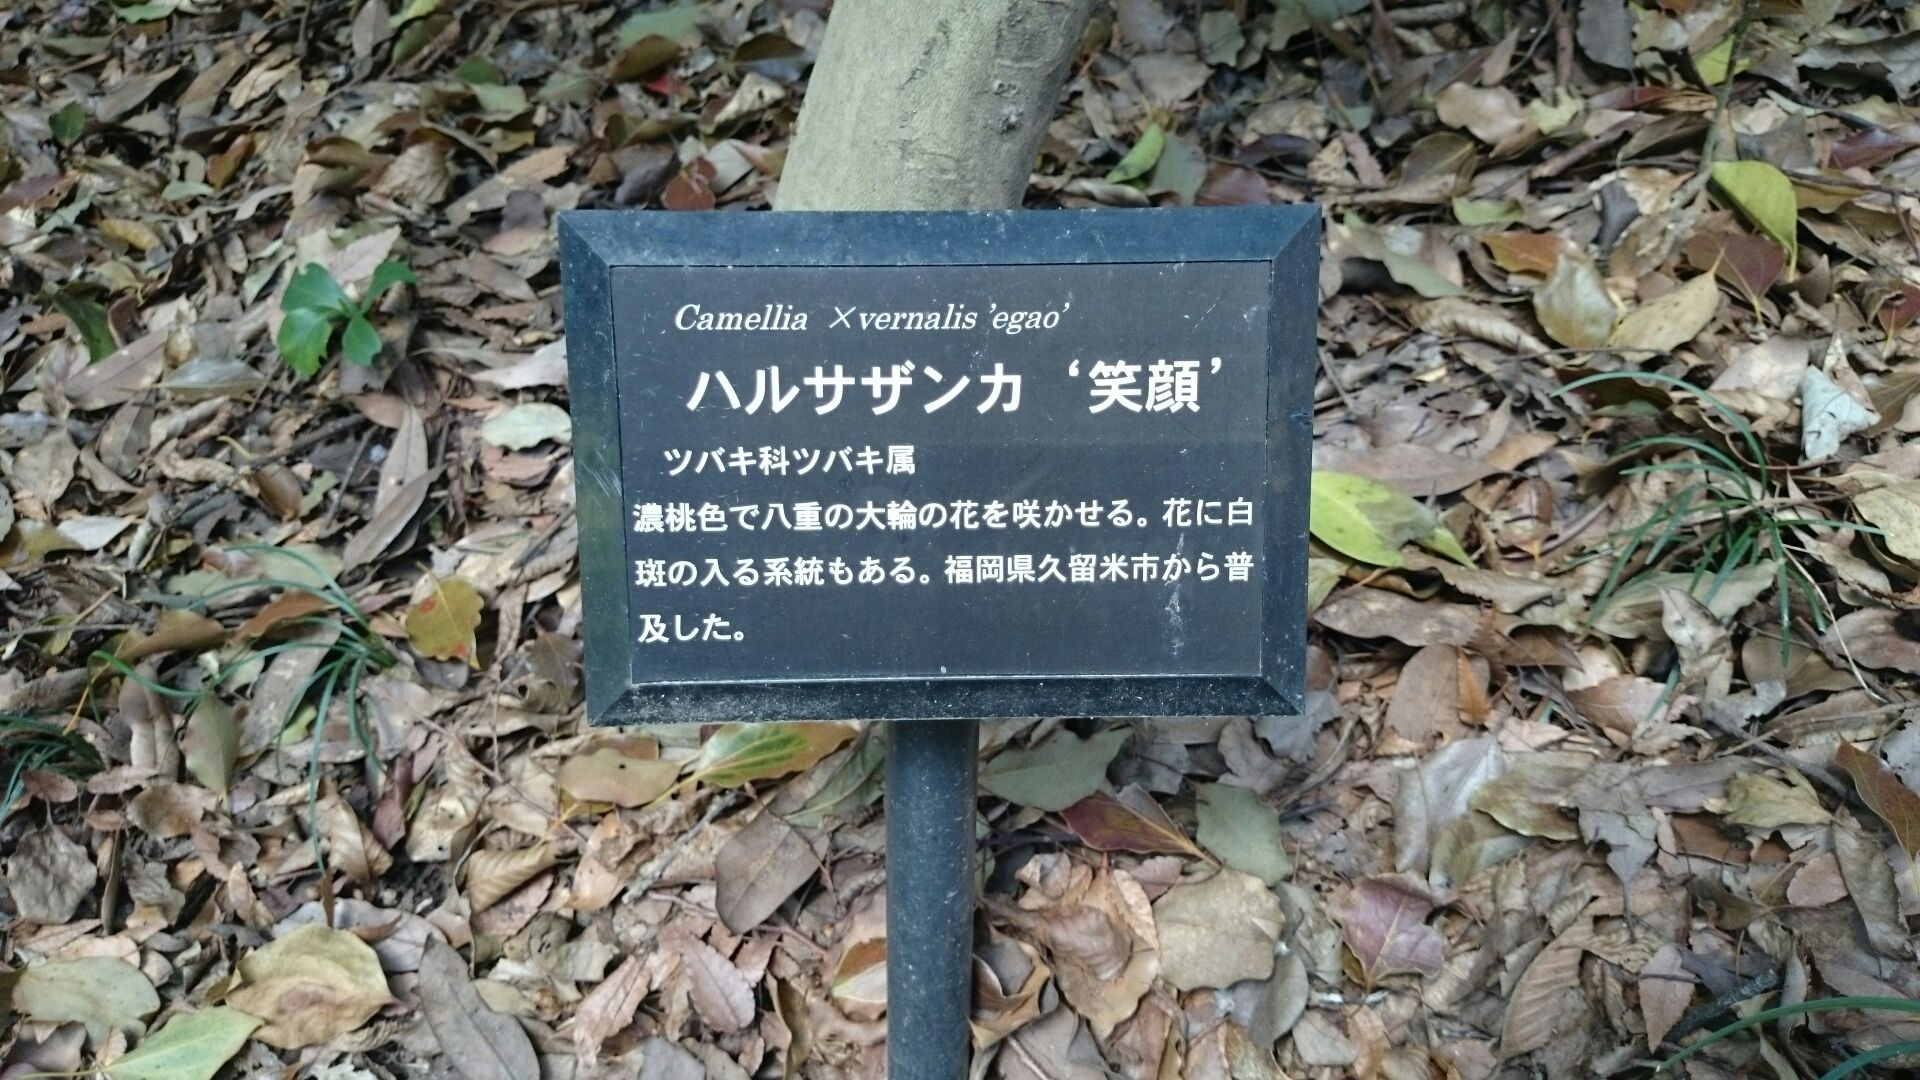 Camellia ×vernalis 'egao'
ハルサザンカ‘笑顔’
ツバキ科ツバキ属
濃桃色で八重の大輪の花を咲かせる。花に白
斑の入る系統もある。福岡県久留米市から普
及した。